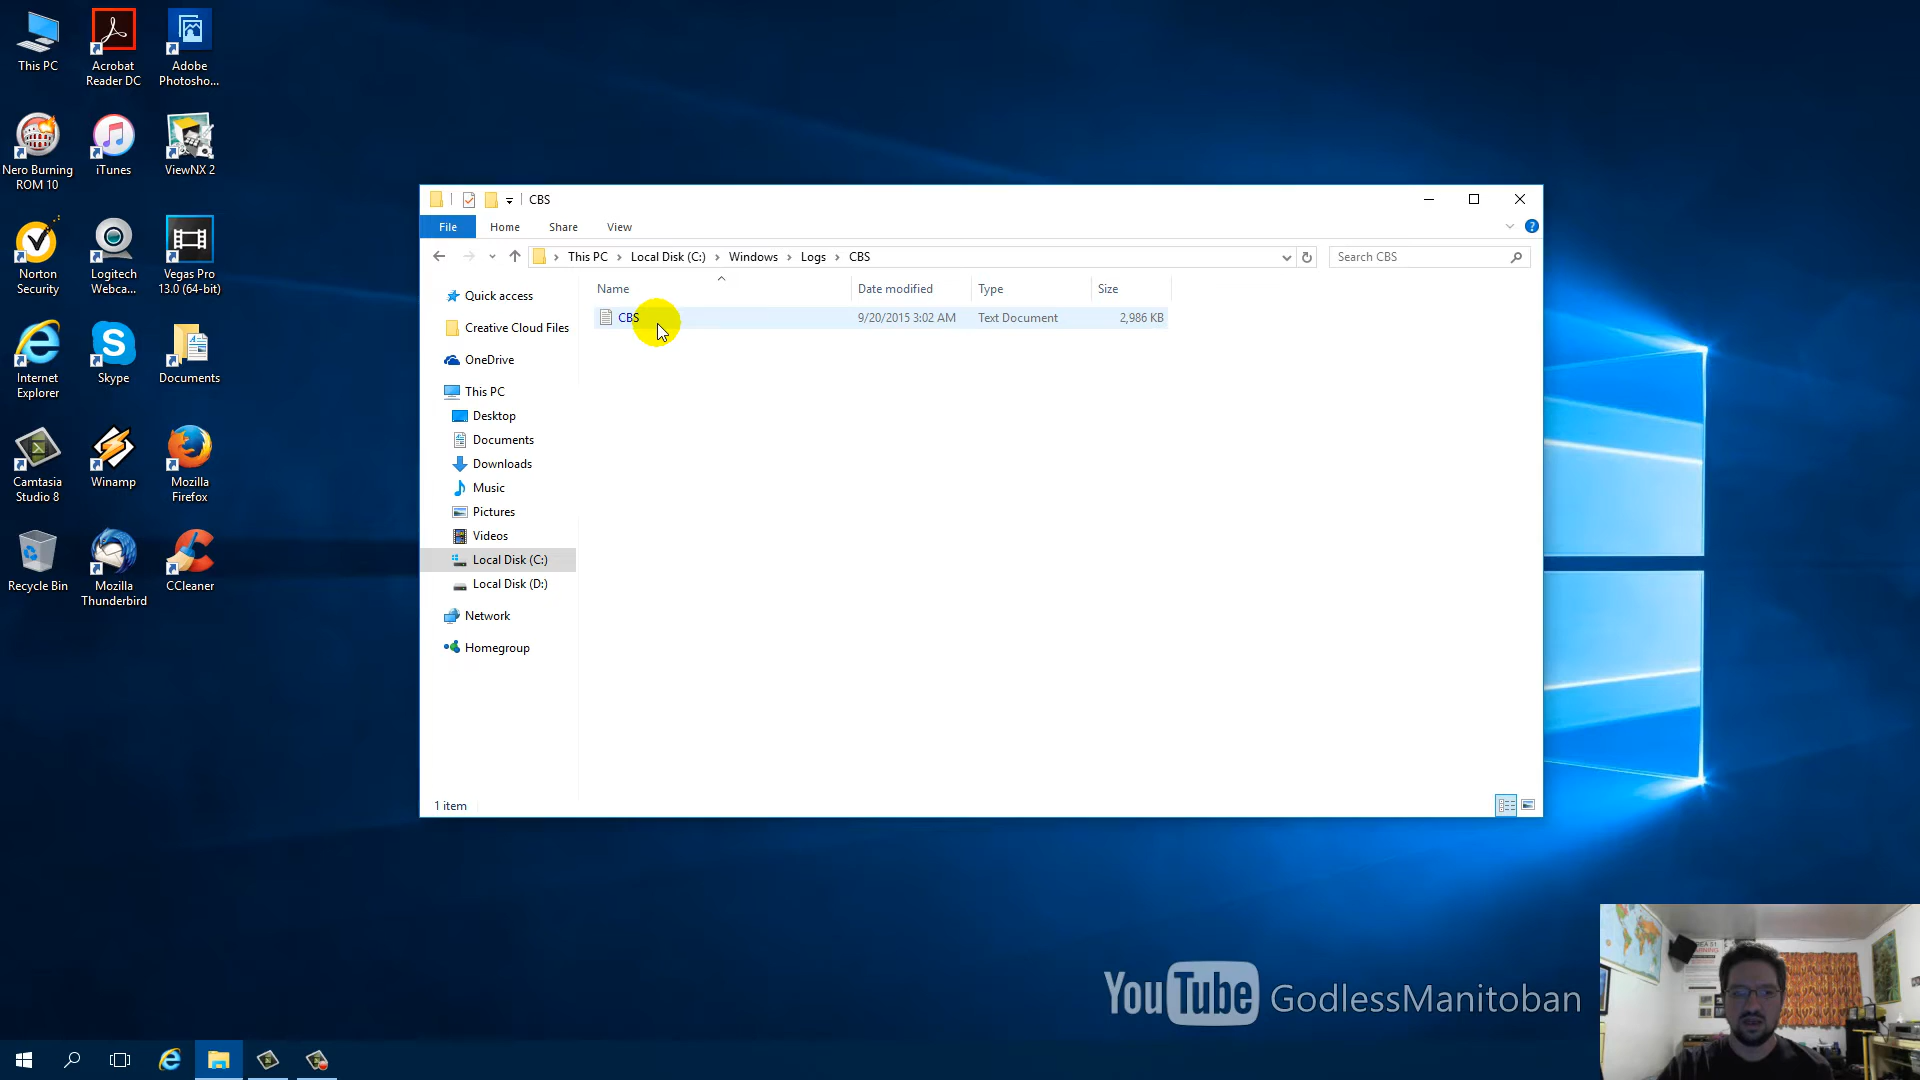 This PC
Acrobat
Reader DC
Adobe
Photosho...
Nero Burning
ROM 10
iTunes
ViewNX 2
Norton
Security
Logitech
Webca...
Vegas Pro
13.0 (64-bit)
Internet
Explorer
Skype
Documents
Camtasia
Studio 8
Winamp
Mozilla
Firefox
Recycle Bin
Mozilla
Thunderbird
CCleaner
CBS
File Home Share View
This PC › Local Disk (C:) › Windows › Logs › CBS
Search CBS
Name Date modified Type Size
CBS 9/20/2015 3:02 AM Text Document 2,986 KB
Quick access
Creative Cloud Files
OneDrive
This PC
Desktop
Documents
Downloads
Music
Pictures
Videos
Local Disk (C:)
Local Disk (D:)
Network
Homegroup
1 item
YouTube GodlessManitoban